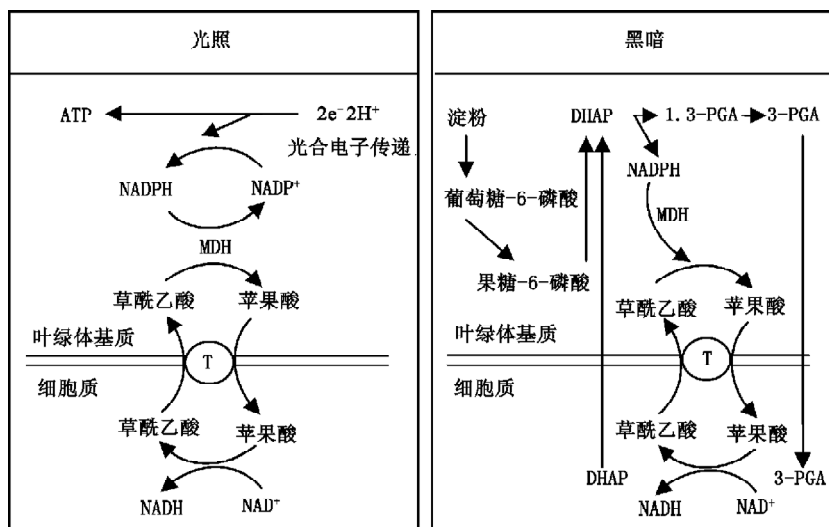 光照
ATP
2e⁻2H⁺
光合电子传递
NADPH
NADP⁺
MDH
草酰乙酸
苹果酸
叶绿体基质
T
细胞质
草酰乙酸
苹果酸
NADH
NAD⁺
黑暗
淀粉
DHAP
1.3-PGA
3-PGA
NADPH
葡萄糖-6-磷酸
MDH
果糖-6-磷酸
草酰乙酸
苹果酸
叶绿体基质
T
细胞质
草酰乙酸
苹果酸
DHAP
3-PGA
NADH
NAD⁺